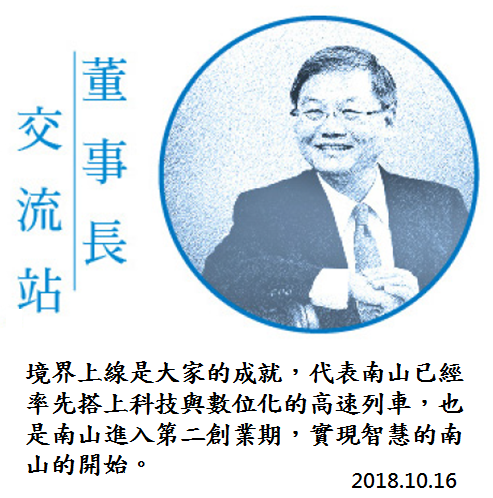 董事長
交流站
境界上線是大家的成就，代表南山已經
率先搭上科技與數位化的高速列車，也
是南山進入第二創業期，實現智慧的南
山的開始。
2018.10.16